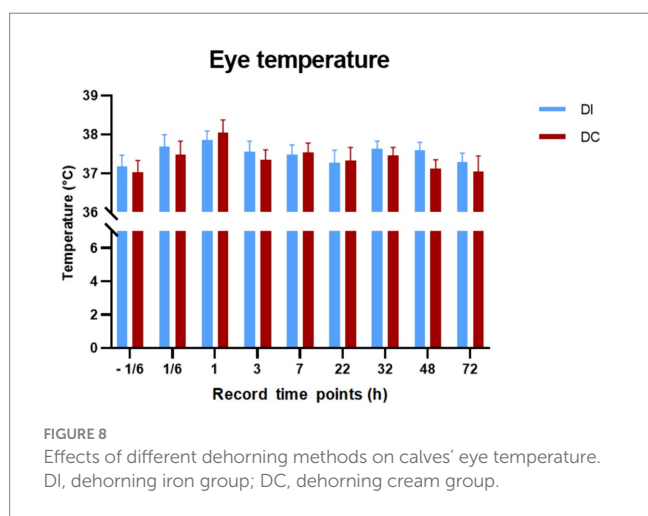 Eye temperature
39
38
37
36
6
4
2
0
Temperature (°C)
DI
DC
- 1/6 1/6 1 3 7 22 32 48 72
Record time points (h)
FIGURE 8
Effects of different dehorning methods on calves' eye temperature.
DI, dehorning iron group; DC, dehorning cream group.